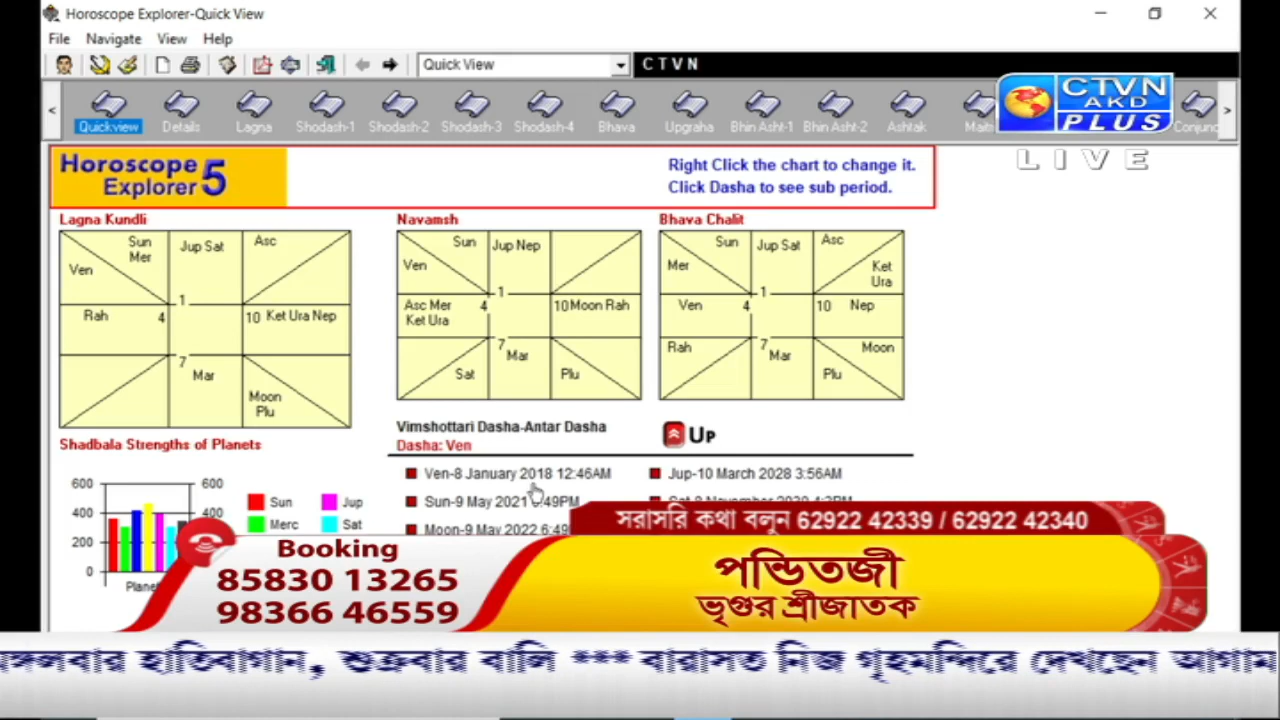 Horoscope Explorer-Quick View
File Navigate View Help
Quick View
CTVN
Quick view Details Lagna Shodash-1 Shodash-2 Shodash-3 Shodash-4 Bhava Upgraha Bhin Asht-1 Bhin Asht-2 Ashtak
CTVN
AKD
PLUS
LIVE
Horoscope
Explorer 5
Right Click the chart to change it.
Click Dasha to see sub period.
Lagna Kundli
Sun
Mer
Jup Sat
Asc
Ven
1
Rah
4
10 Ket Ura Nep
7
Mar
Moon
Plu
Navamsh
Sun
Jup Nep
Ven
1
Asc Mer
Ket Ura
4
10 Moon Rah
7
Mar
Sat
Plu
Bhava Chalit
Sun
Jup Sat
Asc
Mer
Ket
Ura
1
Ven
4
10 Nep
7
Rah
Mar
Moon
Plu
Shadbala Strengths of Planets
600
400
200
0
600
400
Sun
Jup
Merc
Sat
Vimshottari Dasha-Antar Dasha
Dasha: Ven
Up
Ven-8 January 2018 12:46AM
Jup-10 March 2028 3:56AM
Sun-9 May 2021
Moon-9 May 2022
সরাসরি কথা বলুন 62922 42339 / 62922 42340
Booking
85830 13265
98366 46559
পন্ডিতজী
ভৃগুর শ্রীজাতক
হাতিবাগান, শুক্রবার বালি *** বারাসত নিজ গৃহমন্দিরে দেখছেন